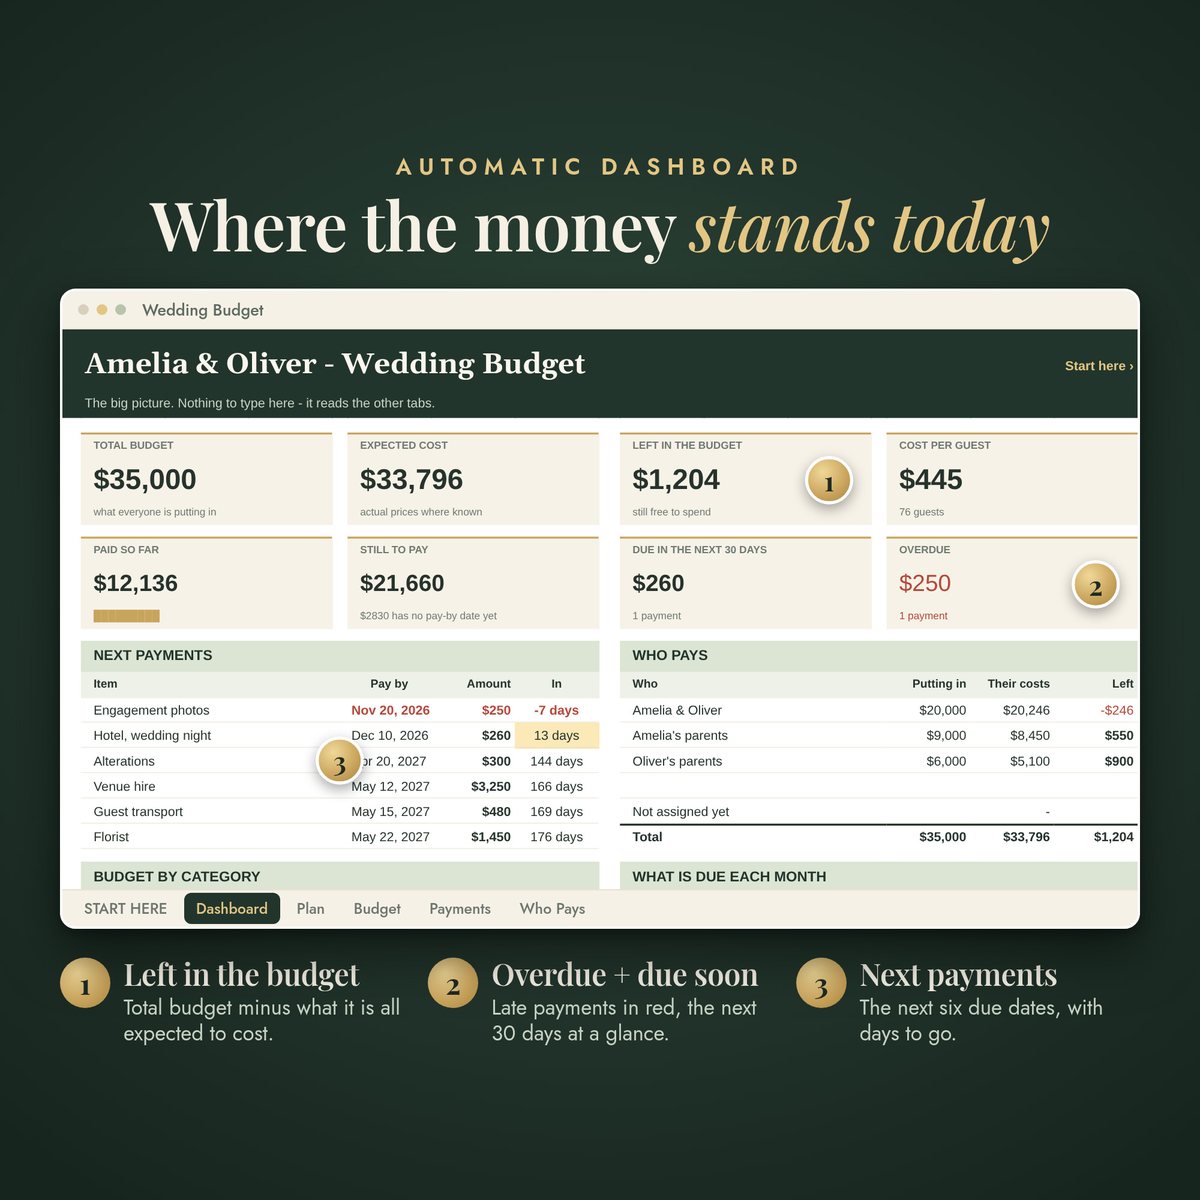 AUTOMATIC DASHBOARD
Where the money stands today
Wedding Budget
Amelia & Oliver - Wedding Budget
Start here ›
The big picture. Nothing to type here - it reads the other tabs.
TOTAL BUDGET
$35,000
what everyone is putting in
EXPECTED COST
$33,796
actual prices where known
LEFT IN THE BUDGET
$1,204
still free to spend
1
COST PER GUEST
$445
76 guests
PAID SO FAR
$12,136
STILL TO PAY
$21,660
$2830 has no pay-by date yet
DUE IN THE NEXT 30 DAYS
$260
1 payment
OVERDUE
$250
1 payment
2
NEXT PAYMENTS
Item Pay by Amount In
Engagement photos Nov 20, 2026 $250 -7 days
Hotel, wedding night Dec 10, 2026 $260 13 days
Alterations 3 pr 20, 2027 $300 144 days
Venue hire May 12, 2027 $3,250 166 days
Guest transport May 15, 2027 $480 169 days
Florist May 22, 2027 $1,450 176 days
WHO PAYS
Who Putting in Their costs Left
Amelia & Oliver $20,000 $20,246 -$246
Amelia's parents $9,000 $8,450 $550
Oliver's parents $6,000 $5,100 $900
Not assigned yet -
Total $35,000 $33,796 $1,204
BUDGET BY CATEGORY
WHAT IS DUE EACH MONTH
START HERE Dashboard Plan Budget Payments Who Pays
1 Left in the budget
Total budget minus what it is all
expected to cost.
2 Overdue + due soon
Late payments in red, the next
30 days at a glance.
3 Next payments
The next six due dates, with
days to go.